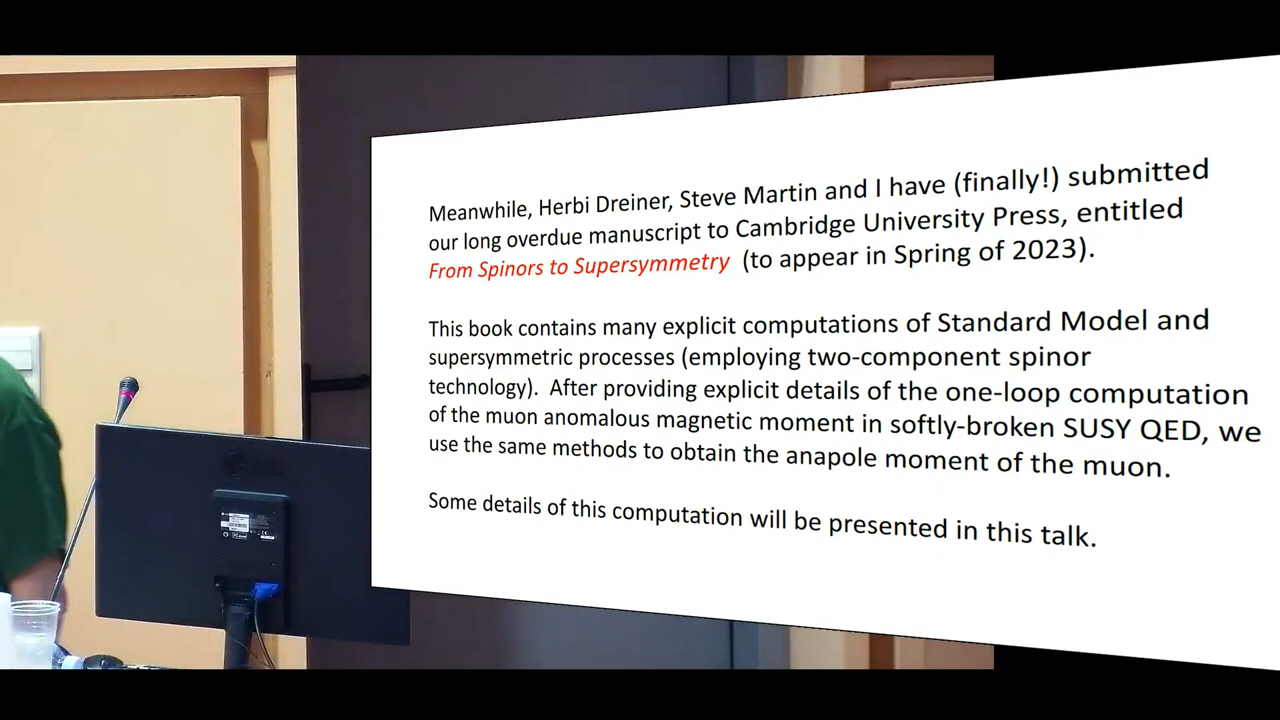 Meanwhile, Herbi Dreiner, Steve Martin and I have (finally!) submitted
our long overdue manuscript to Cambridge University Press, entitled
From Spinors to Supersymmetry (to appear in Spring of 2023).
This book contains many explicit computations of Standard Model and
supersymmetric processes (employing two-component spinor
technology). After providing explicit details of the one-loop computation
of the muon anomalous magnetic moment in softly-broken SUSY QED, we
use the same methods to obtain the anapole moment of the muon.
Some details of this computation will be presented in this talk.